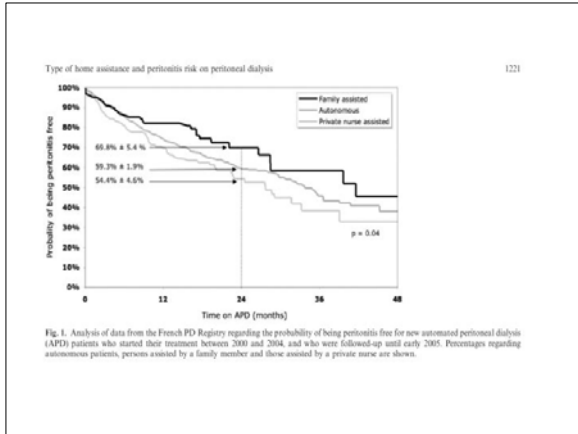 Type of home assistance and peritonitis risk on peritoneal dialysis 1221
100%
90%
80%
70%
60%
50%
40%
30%
20%
10%
0%
Probability of being peritonitis free
Family assisted
Autonomous
Private nurse assisted
69.8% ± 5.4 %
59.3% ± 1.9%
54.4% ± 4.6%
p = 0.04
0 12 24 36 48
Time on APD (months)
Fig. 1. Analysis of data from the French PD Registry regarding the probability of being peritonitis free for new automated peritoneal dialysis
(APD) patients who started their treatment between 2000 and 2004, and who were followed-up until early 2005. Percentages regarding
autonomous patients, persons assisted by a family member and those assisted by a private nurse are shown.